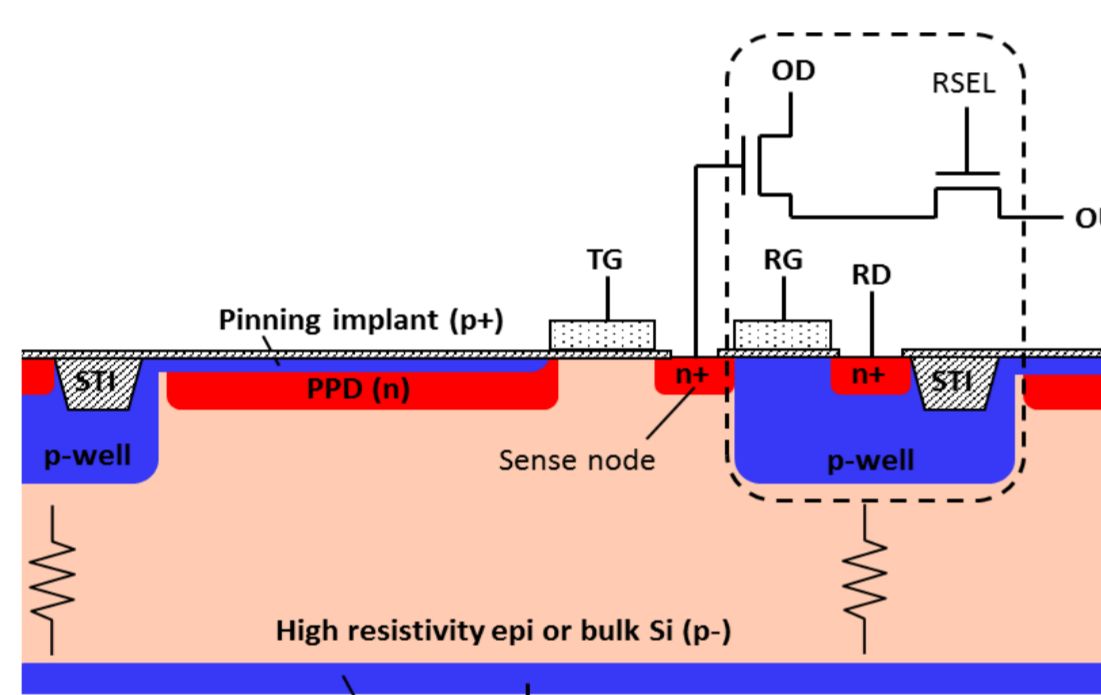 OD
RSEL
TG
RG
RD
Pinning implant (p+)
STI
PPD (n)
n+
n+
STI
p-well
Sense node
p-well
High resistivity epi or bulk Si (p-)